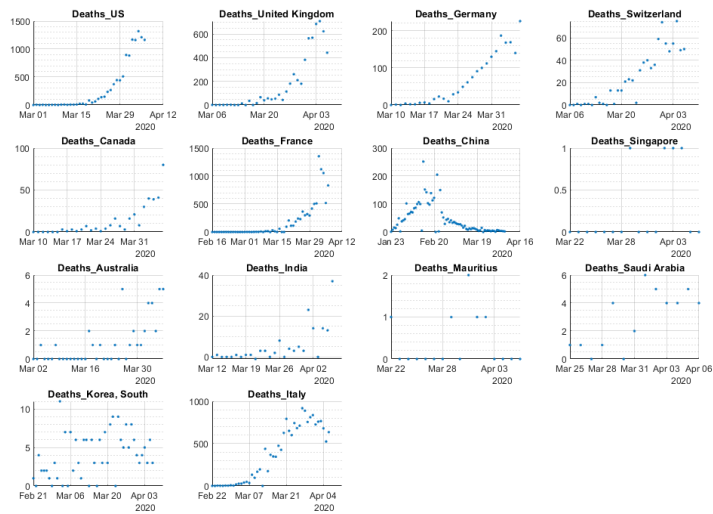 Deaths_US
1500
1000
500
0
Mar 01 Mar 15 Mar 29 Apr 12
2020
Deaths_United Kingdom
600
400
200
0
Mar 06 Mar 20 Apr 03
2020
Deaths_Germany
200
100
0
Mar 10 Mar 17 Mar 24 Mar 31
2020
Deaths_Switzerland
60
40
20
0
Mar 06 Mar 20 Apr 03
2020
Deaths_Canada
100
50
0
Mar 10 Mar 17 Mar 24 Mar 31
2020
Deaths_France
1500
1000
500
0
Feb 16 Mar 01 Mar 15 Mar 29 Apr 12
2020
Deaths_China
300
200
100
0
Jan 23 Feb 20 Mar 19 Apr 16
2020
Deaths_Singapore
1
0.5
0
Mar 22 Mar 28 Apr 03
2020
Deaths_Australia
6
4
2
0
Mar 02 Mar 16 Mar 30
2020
Deaths_India
40
20
0
Mar 12 Mar 19 Mar 26 Apr 02
2020
Deaths_Mauritius
2
1
0
Mar 22 Mar 28 Apr 03
2020
Deaths_Saudi Arabia
6
4
2
0
Mar 25 Mar 28 Mar 31 Apr 03 Apr 06
2020
Deaths_Korea, South
10
5
0
Feb 21 Mar 06 Mar 20 Apr 03
2020
Deaths_Italy
1000
500
0
Feb 22 Mar 07 Mar 21 Apr 04
2020